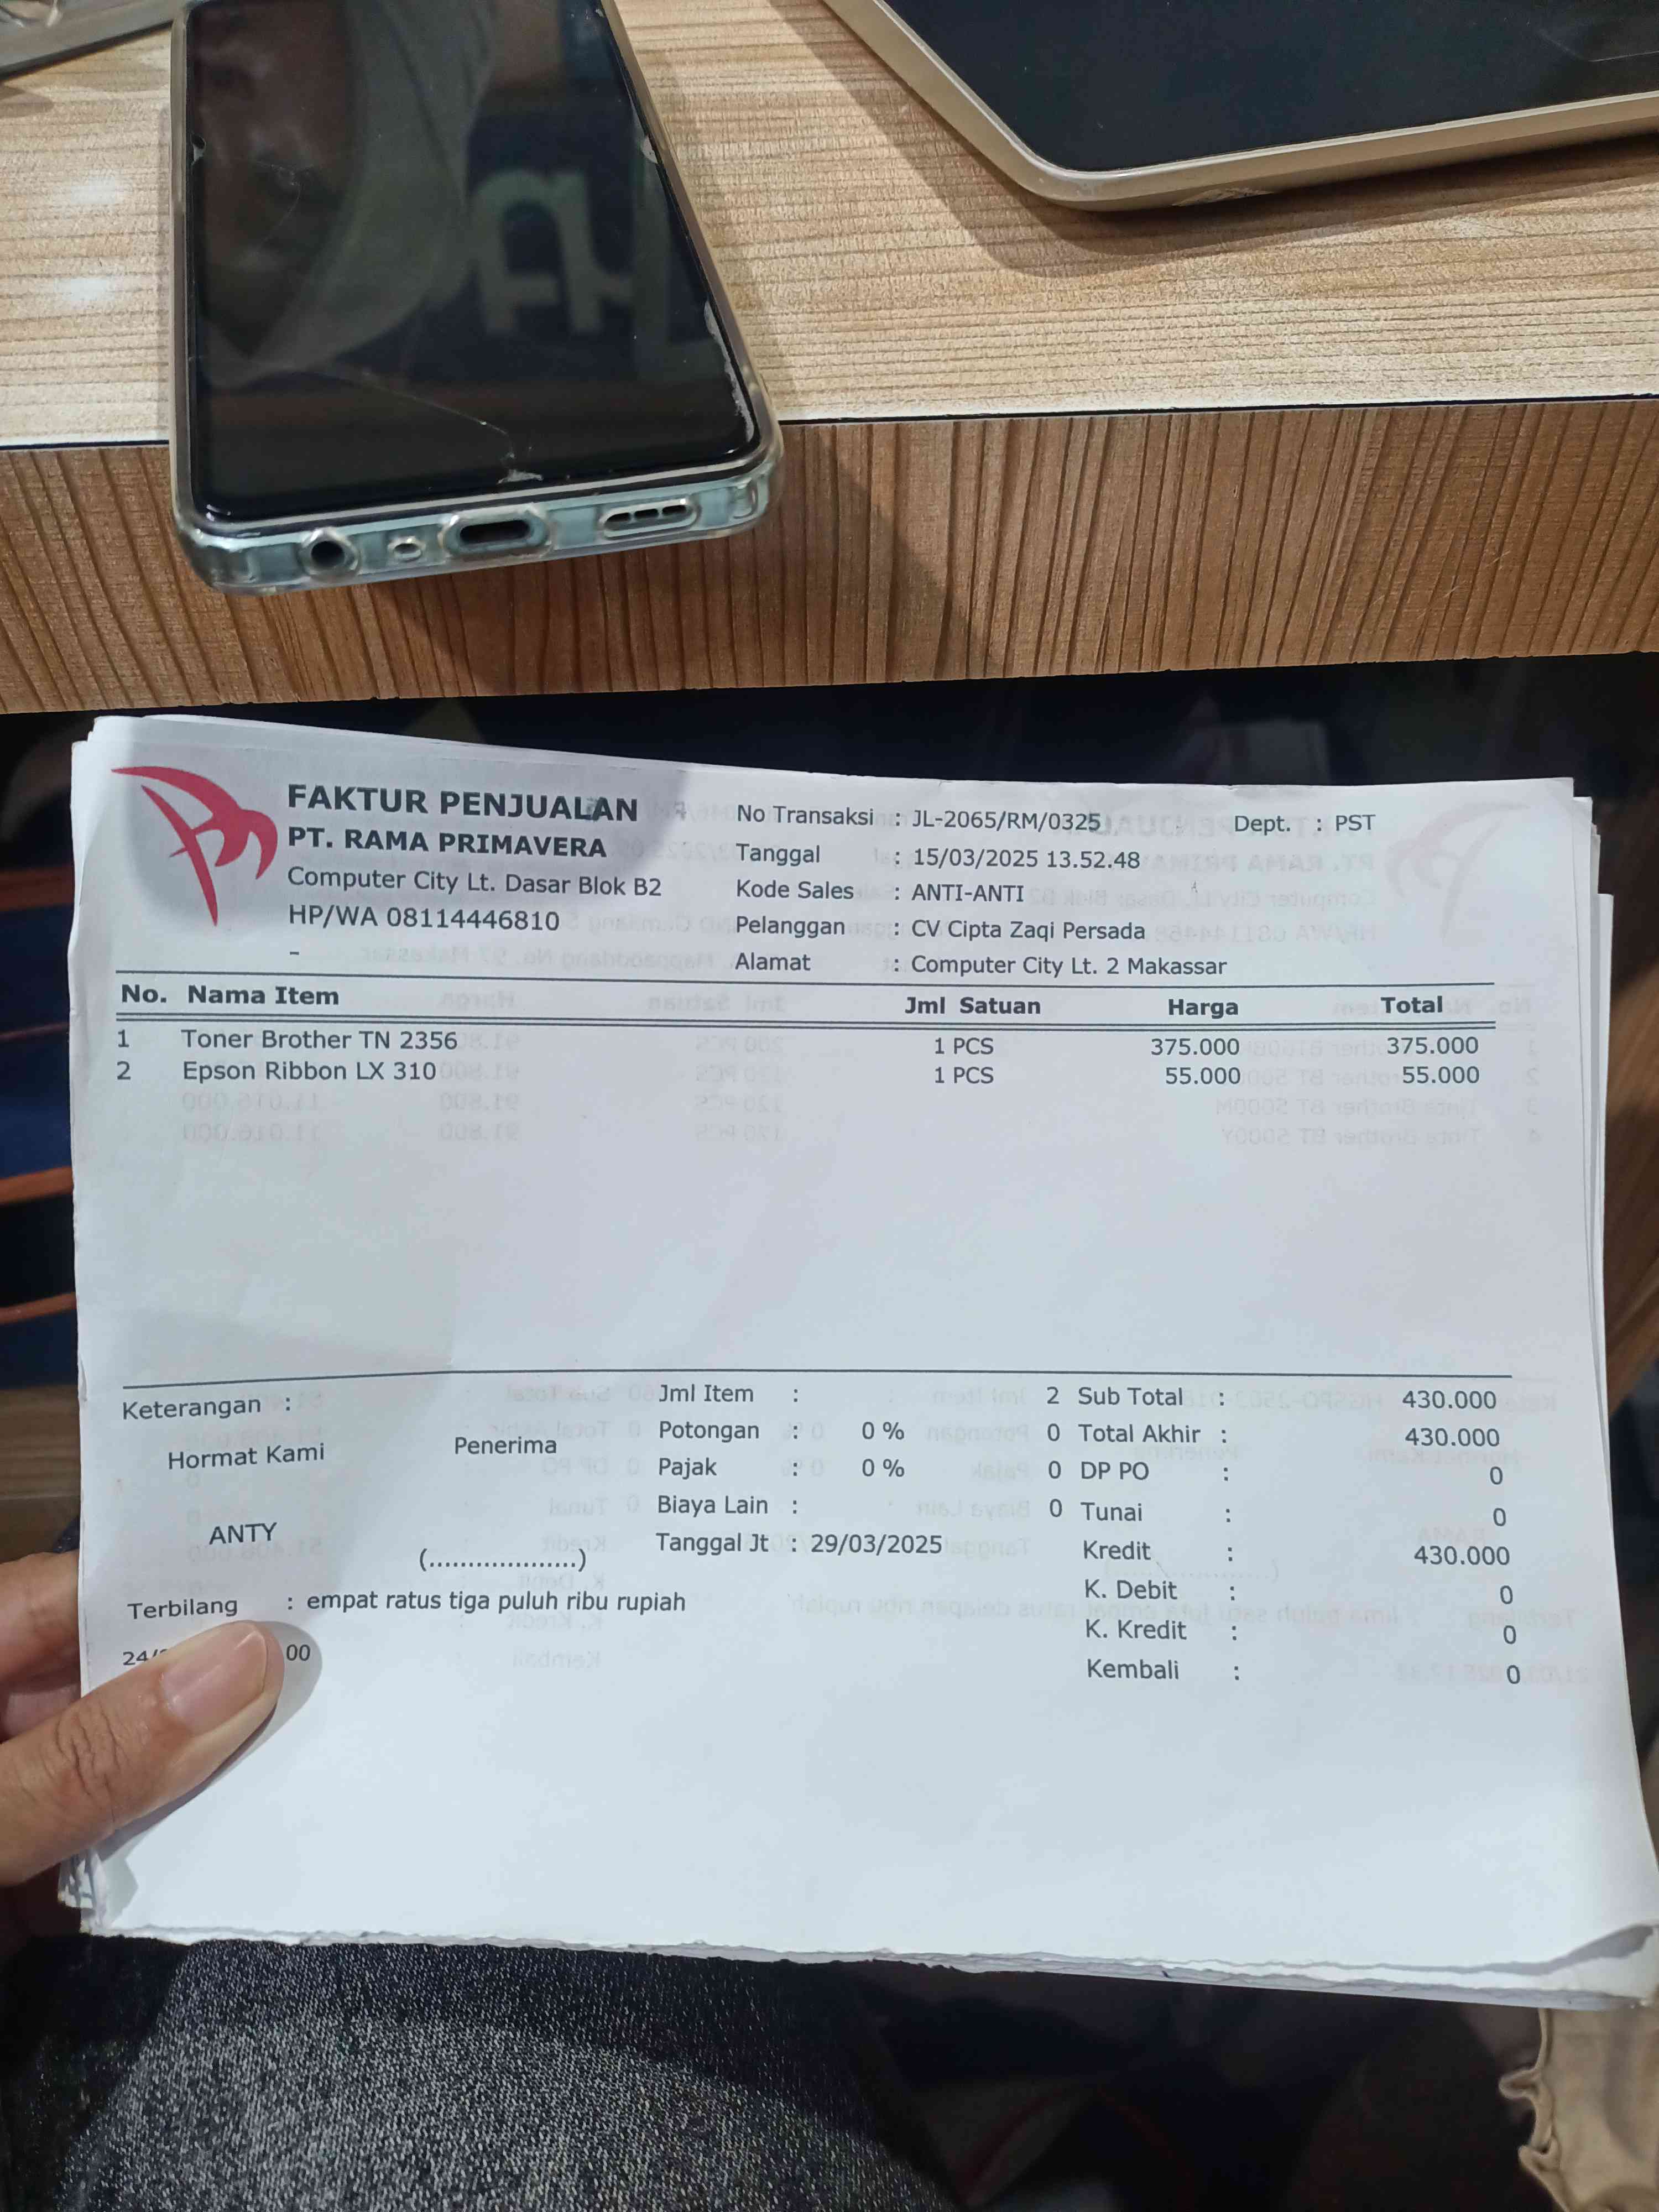 FAKTUR PENJUALAN
PT. RAMA PRIMAVERA
Computer City Lt. Dasar Blok B2
HP/WA 08114446810
-
No Transaksi : JL-2065/RM/0325 Dept. : PST
Tanggal : 15/03/2025 13.52.48
Kode Sales : ANTI-ANTI
Pelanggan : CV Cipta Zaqi Persada
Alamat : Computer City Lt. 2 Makassar
No. Nama Item Jml Satuan Harga Total
1 Toner Brother TN 2356 1 PCS 375.000 375.000
2 Epson Ribbon LX 310 1 PCS 55.000 55.000
Keterangan :
Hormat Kami Penerima
ANTY (...................)
Jml Item : 2 Sub Total : 430.000
Potongan : 0 % 0 Total Akhir : 430.000
Pajak : 0 % 0 DP PO : 0
Biaya Lain : 0 Tunai : 0
Tanggal Jt : 29/03/2025 Kredit : 430.000
K. Debit : 0
K. Kredit : 0
Kembali : 0
Terbilang : empat ratus tiga puluh ribu rupiah
24/ 00